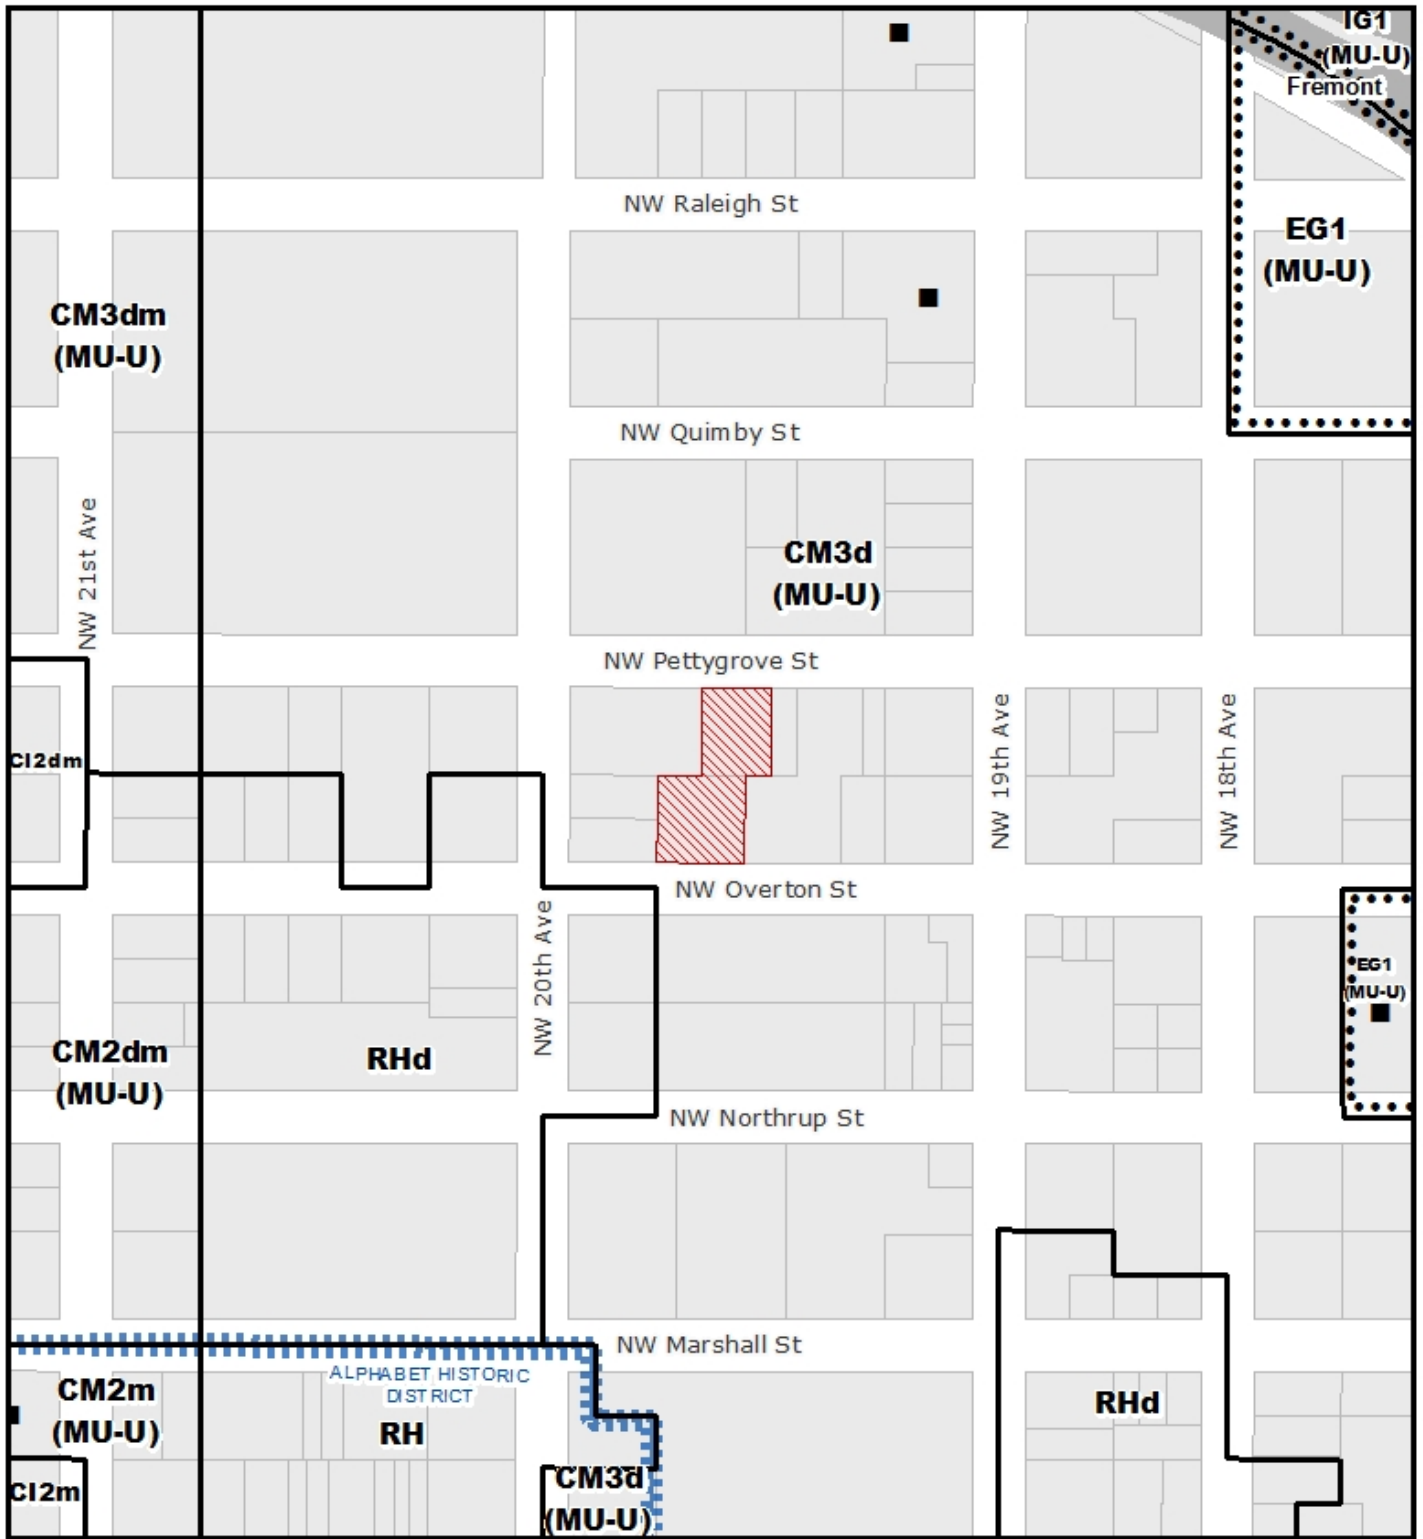 IG1
(MU-U)
Fremont
NW Raleigh St
EG1
(MU-U)
CM3dm
(MU-U)
NW Quimby St
NW 21st Ave
CM3d
(MU-U)
NW Pettygrove St
CI2dm
NW 19th Ave
NW 18th Ave
NW Overton St
NW 20th Ave
EG1
(MU-U)
CM2dm
(MU-U)
RHd
NW Northrup St
NW Marshall St
ALPHABET HISTORIC
DISTRICT
CM2m
(MU-U)
RH
RHd
CI2m
CM3d
(MU-U)